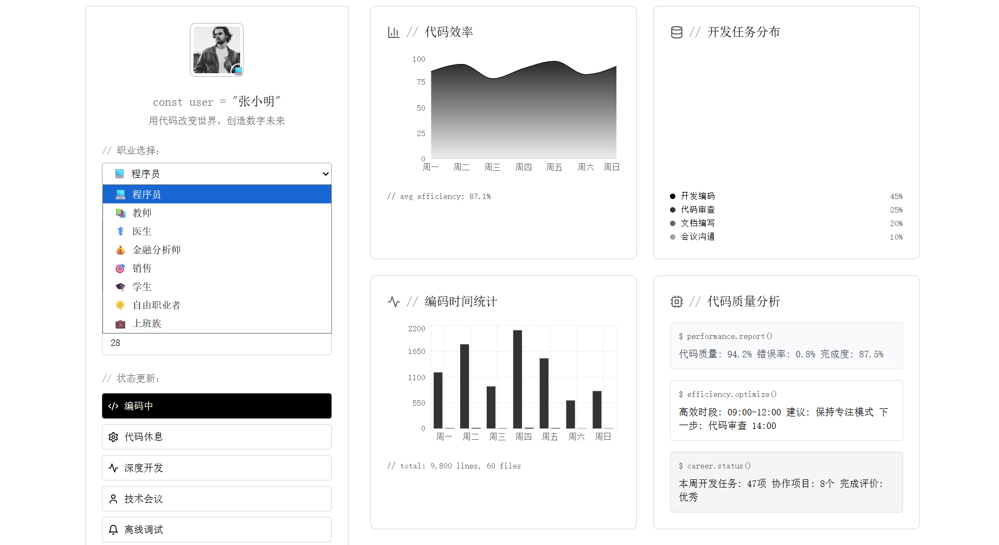 const user = "张小明"
用代码改变世界，创造数字未来
// 职业选择：
程序员
程序员
教师
医生
金融分析师
销售
学生
自由职业者
上班族
28
// 状态更新：
</> 编码中
代码休息
深度开发
技术会议
离线调试
// 代码效率
100
75
50
25
0
周一 周二 周三 周四 周五 周六 周日
// avg efficiency: 87.1%
// 开发任务分布
开发编码 45%
代码审查 25%
文档编写 20%
会议沟通 10%
// 编码时间统计
2200
1650
1100
550
0
周一 周二 周三 周四 周五 周六 周日
// total: 9,800 lines, 60 files
// 代码质量分析
$ performance.report()
代码质量: 94.2% 错误率: 0.8% 完成度: 87.5%
$ efficiency.optimize()
高效时段: 09:00-12:00 建议: 保持专注模式 下
一步: 代码审查 14:00
$ career.status()
本周开发任务: 47项 协作项目: 8个 完成评价:
优秀